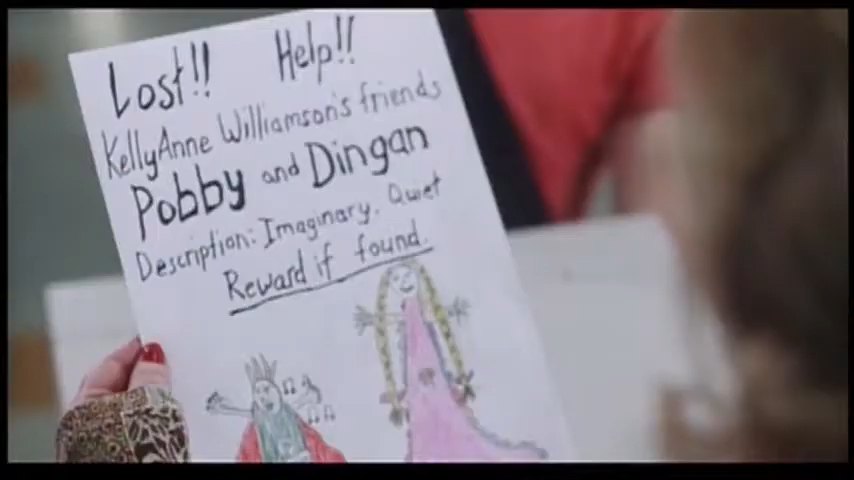 Lost!! Help!!
KellyAnne Williamson's friends
Pobby and Dingan
Description: Imaginary. Quiet
Reward if found.